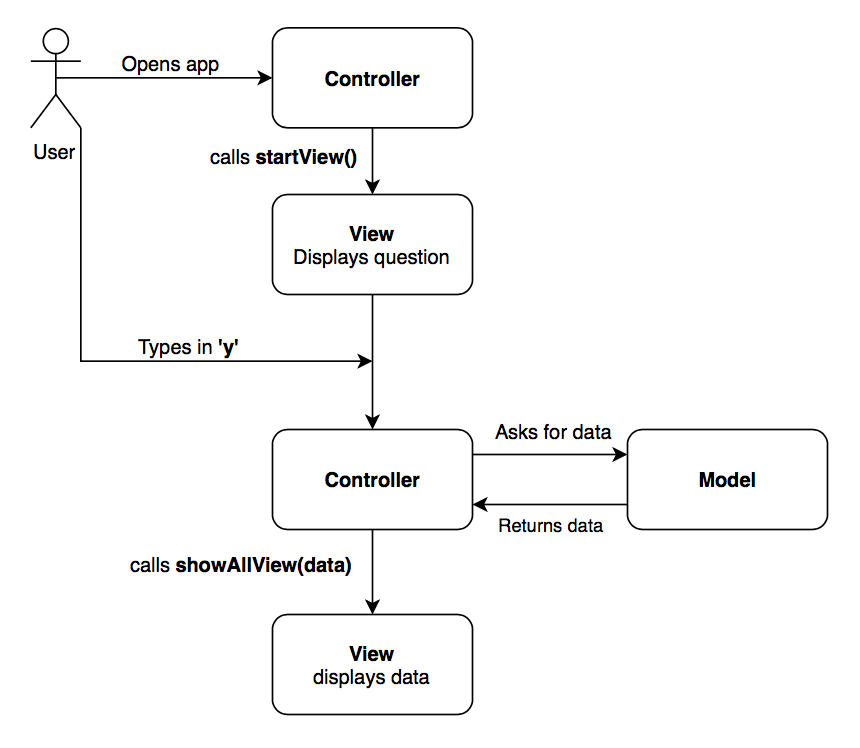 Opens app
Controller
User
calls startView()
View
Displays question
Types in 'y'
Controller
Asks for data
Model
Returns data
calls showAllView(data)
View
displays data